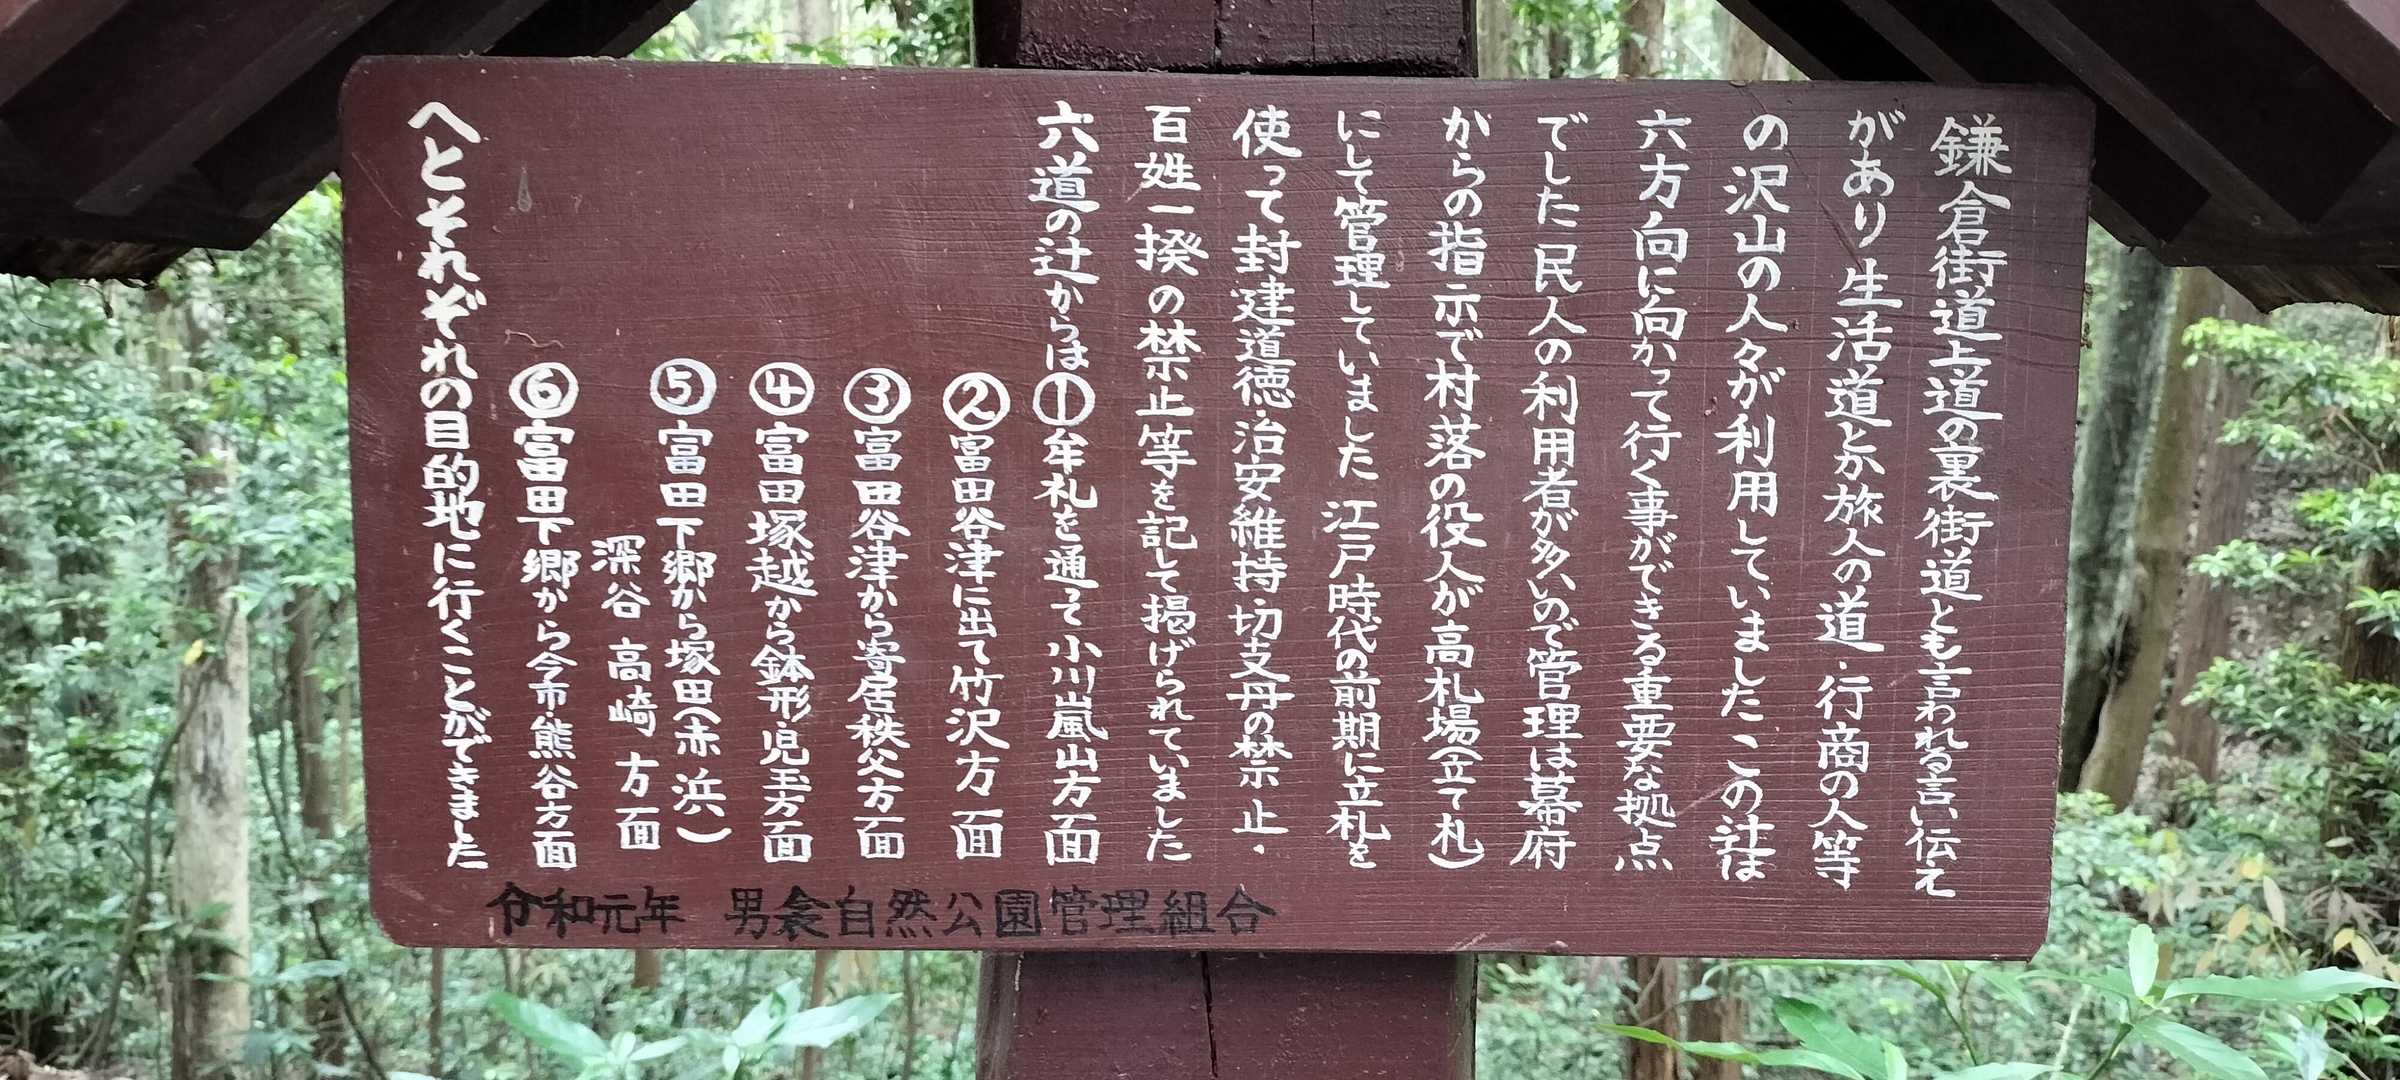 鎌倉街道上道の裏街道とも言われる言い伝え
があり生活道とか旅人の道・行商の人等
の沢山の人々が利用していましたこの辻は
六方向に向かって行く事ができる重要な拠点
でした民人の利用者が多いので管理は幕府
からの指示で村落の役人が高札場(立て札)
にして管理していました江戸時代の前期に立札を
使って封建道徳・治安維持・切支丹の禁止・
百姓一揆の禁止等を記して掲げられていました
六道の辻からは①牟礼を通って小川嵐山方面
②富田谷津に出て竹沢方面
③富田谷津から寄居秩父方面
④富田塚越から鉢形児玉方面
⑤富田下郷から塚田(赤浜)
深谷 高崎 方面
⑥富田下郷から今市熊谷方面
へとそれぞれの目的地に行くことができました
令和元年 男衾自然公園管理組合